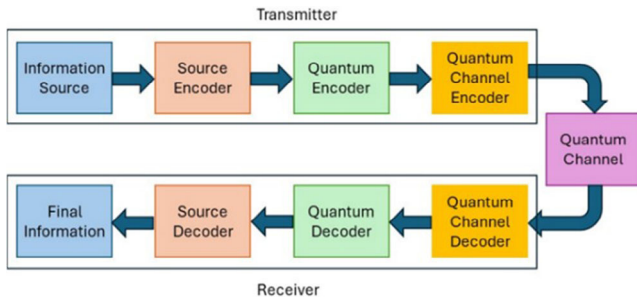 Transmitter
Information
Source
Source
Encoder
Quantum
Encoder
Quantum
Channel
Encoder
Quantum
Channel
Final
Information
Source
Decoder
Quantum
Decoder
Quantum
Channel
Decoder
Receiver